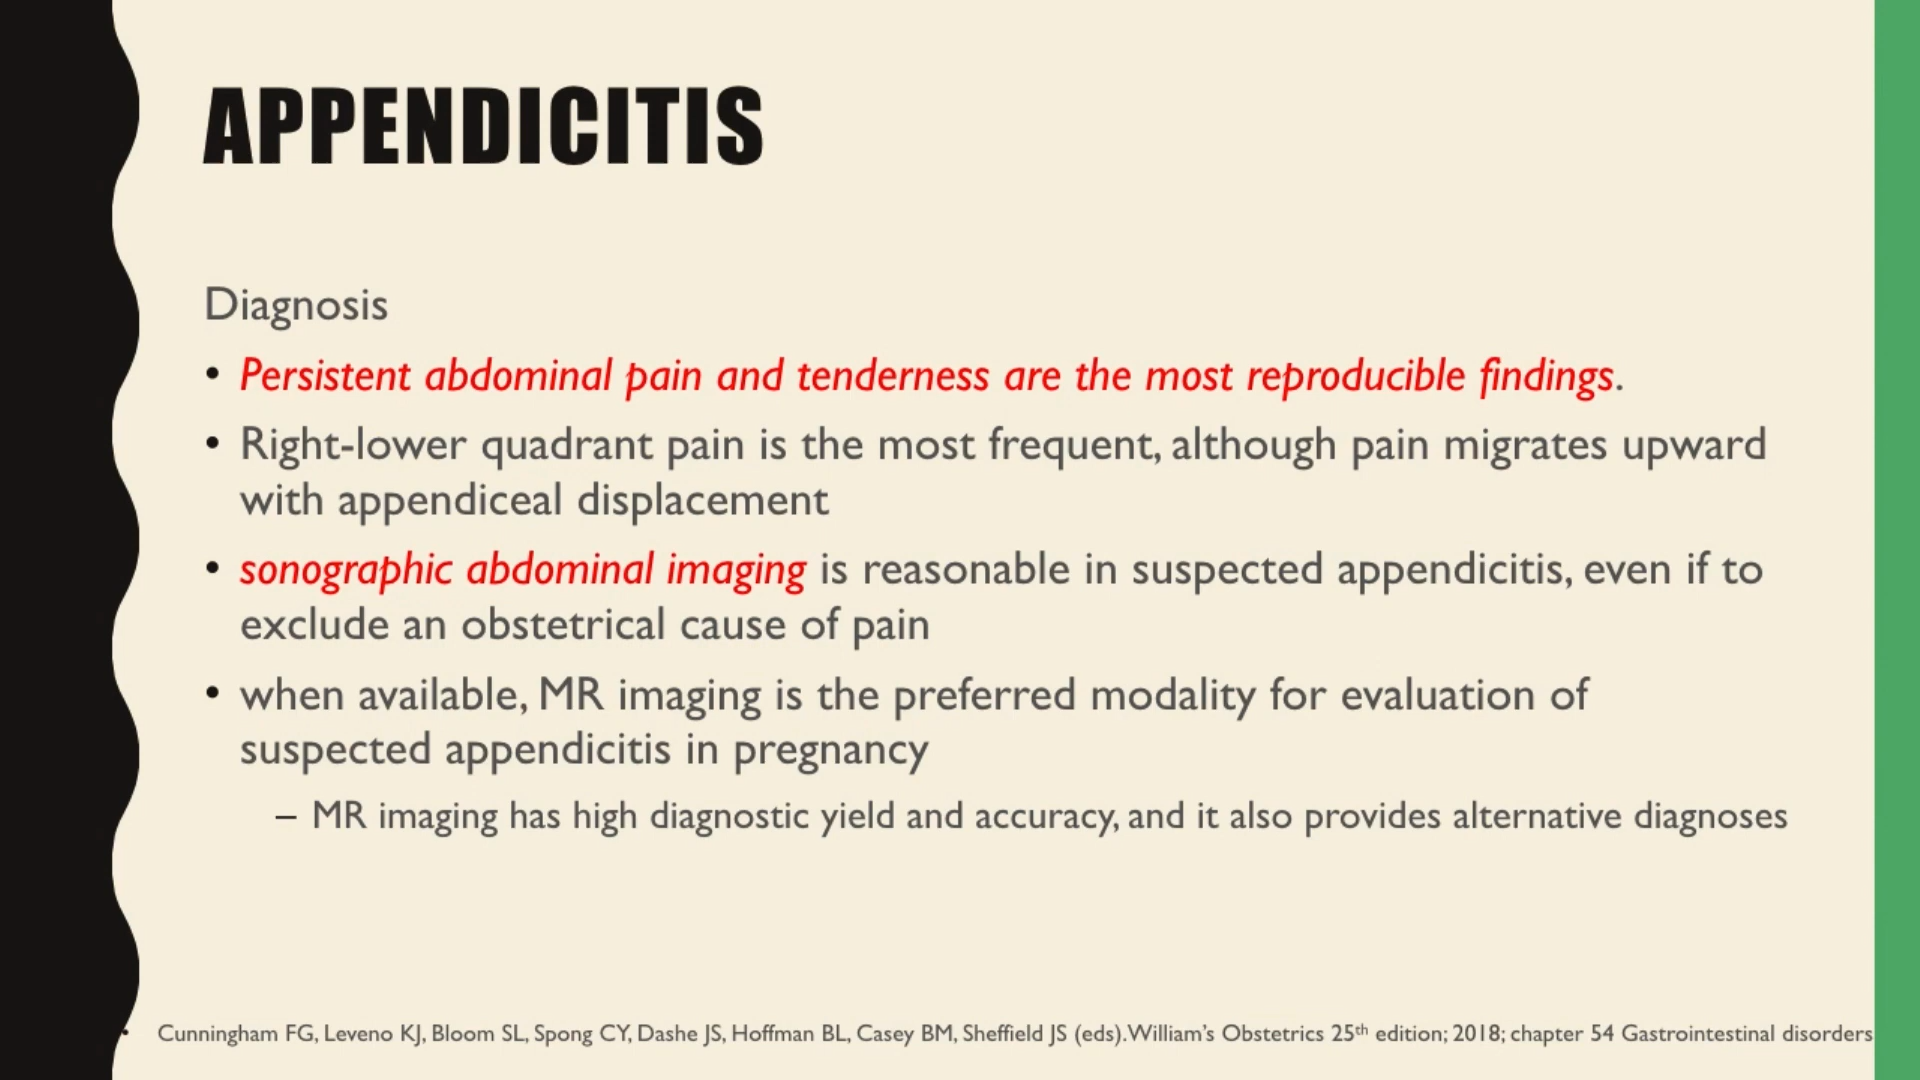 APPENDICITIS
Diagnosis
• Persistent abdominal pain and tenderness are the most reproducible findings.
• Right-lower quadrant pain is the most frequent, although pain migrates upward
with appendiceal displacement
• sonographic abdominal imaging is reasonable in suspected appendicitis, even if to
exclude an obstetrical cause of pain
• when available, MR imaging is the preferred modality for evaluation of
suspected appendicitis in pregnancy
– MR imaging has high diagnostic yield and accuracy, and it also provides alternative diagnoses
• Cunningham FG, Leveno KJ, Bloom SL, Spong CY, Dashe JS, Hoffman BL, Casey BM, Sheffield JS (eds).William's Obstetrics 25th edition; 2018; chapter 54 Gastrointestinal disorders